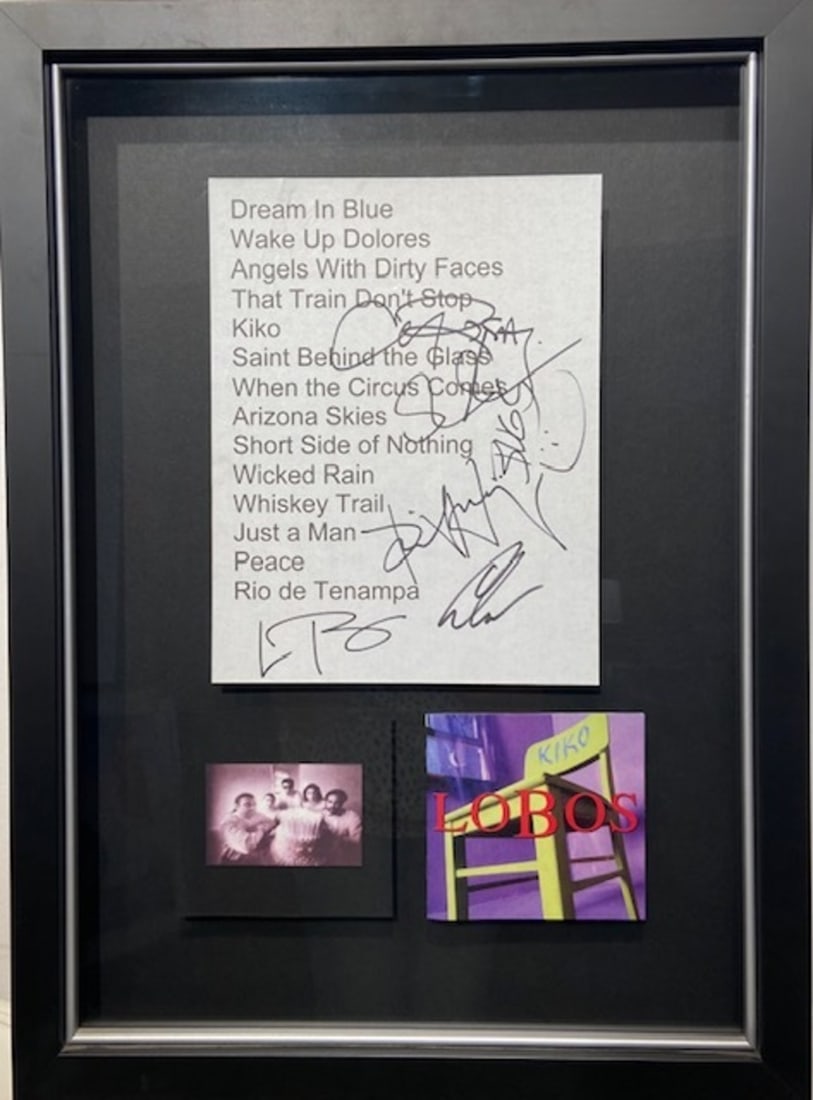 Dream In Blue
Wake Up Dolores
Angels With Dirty Faces
That Train Don't Stop
Kiko
Saint Behind the Glass
When the Circus Comes
Arizona Skies
Short Side of Nothing
Wicked Rain
Whiskey Trail
Just a Man
Peace
Rio de Tenampa
KIKO
LOBOS